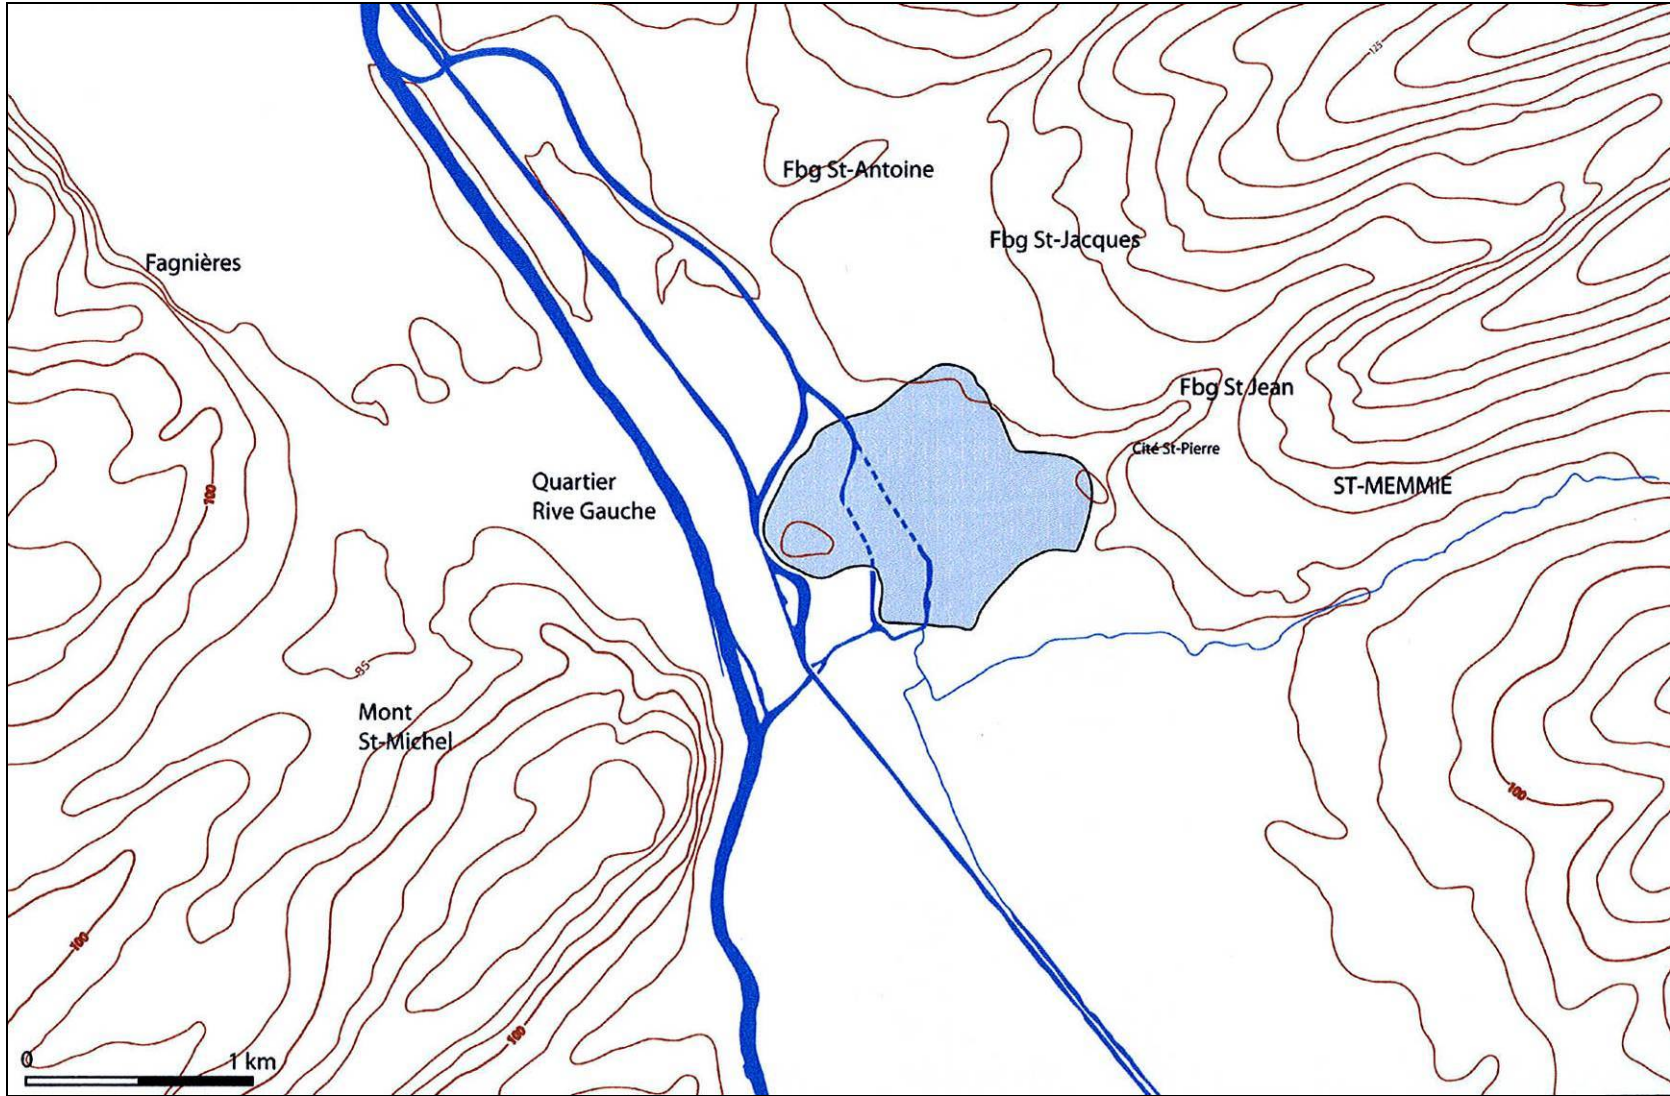 125
Fbg St-Antoine
Fbg St-Jacques
Fagnières
Fbg St Jean
Cité St-Pierre
Quartier
Rive Gauche
ST-MEMMIE
100
85
Mont
St-Michel
100
100
100
0 1 km